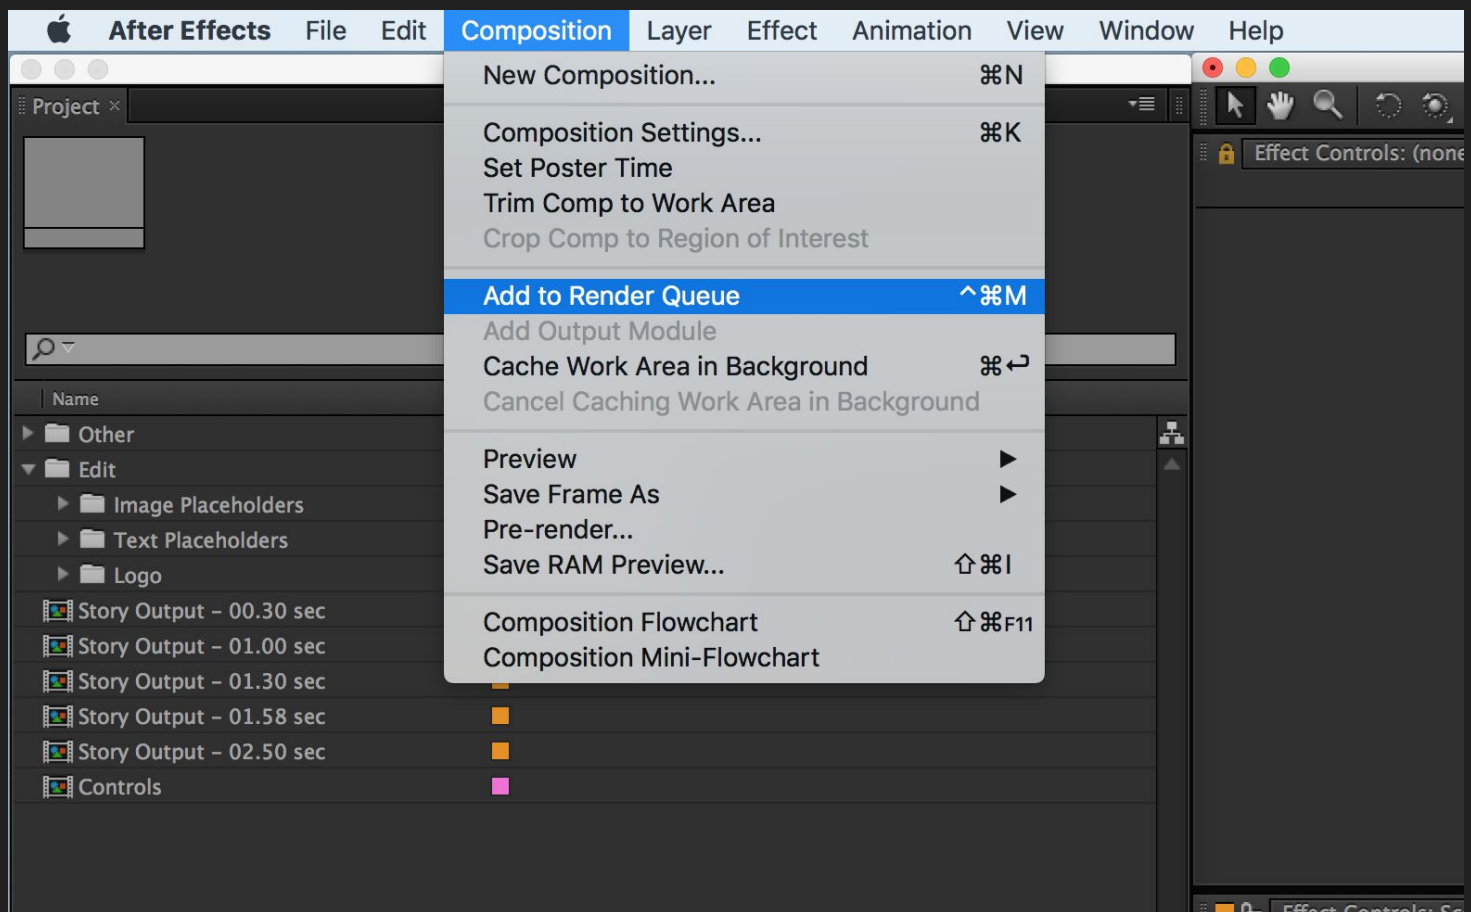 After Effects File Edit Composition Layer Effect Animation View Window Help
Project ×
New Composition... ⌘N
Composition Settings... ⌘K
Set Poster Time
Trim Comp to Work Area
Crop Comp to Region of Interest
Add to Render Queue ^⌘M
Add Output Module
Cache Work Area in Background ⌘↩
Cancel Caching Work Area in Background
Preview ▶
Save Frame As ▶
Pre-render...
Save RAM Preview... ⇧⌘I
Composition Flowchart ⇧⌘F11
Composition Mini-Flowchart
Name
Other
Edit
Image Placeholders
Text Placeholders
Logo
Story Output – 00.30 sec
Story Output – 01.00 sec
Story Output – 01.30 sec
Story Output – 01.58 sec
Story Output – 02.50 sec
Controls
Effect Controls: (none
Effect Controls: